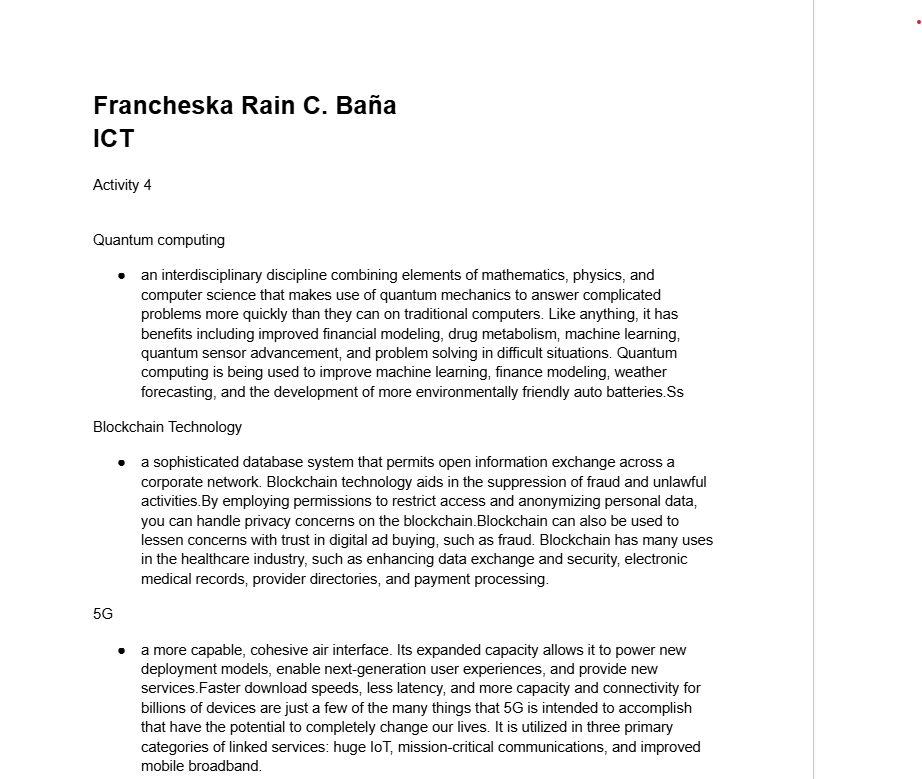 Francheska Rain C. Baña
ICT
Activity 4
Quantum computing
● an interdisciplinary discipline combining elements of mathematics, physics, and
computer science that makes use of quantum mechanics to answer complicated
problems more quickly than they can on traditional computers. Like anything, it has
benefits including improved financial modeling, drug metabolism, machine learning,
quantum sensor advancement, and problem solving in difficult situations. Quantum
computing is being used to improve machine learning, finance modeling, weather
forecasting, and the development of more environmentally friendly auto batteries.Ss
Blockchain Technology
● a sophisticated database system that permits open information exchange across a
corporate network. Blockchain technology aids in the suppression of fraud and unlawful
activities.By employing permissions to restrict access and anonymizing personal data,
you can handle privacy concerns on the blockchain.Blockchain can also be used to
lessen concerns with trust in digital ad buying, such as fraud. Blockchain has many uses
in the healthcare industry, such as enhancing data exchange and security, electronic
medical records, provider directories, and payment processing.
5G
● a more capable, cohesive air interface. Its expanded capacity allows it to power new
deployment models, enable next-generation user experiences, and provide new
services.Faster download speeds, less latency, and more capacity and connectivity for
billions of devices are just a few of the many things that 5G is intended to accomplish
that have the potential to completely change our lives. It is utilized in three primary
categories of linked services: huge IoT, mission-critical communications, and improved
mobile broadband.